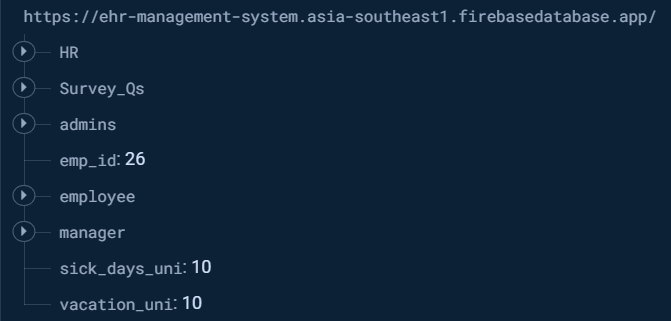 https://ehr-management-system.asia-southeast1.firebasedatabase.app/
HR
Survey_Qs
admins
emp_id: 26
employee
manager
sick_days_uni: 10
vacation_uni: 10